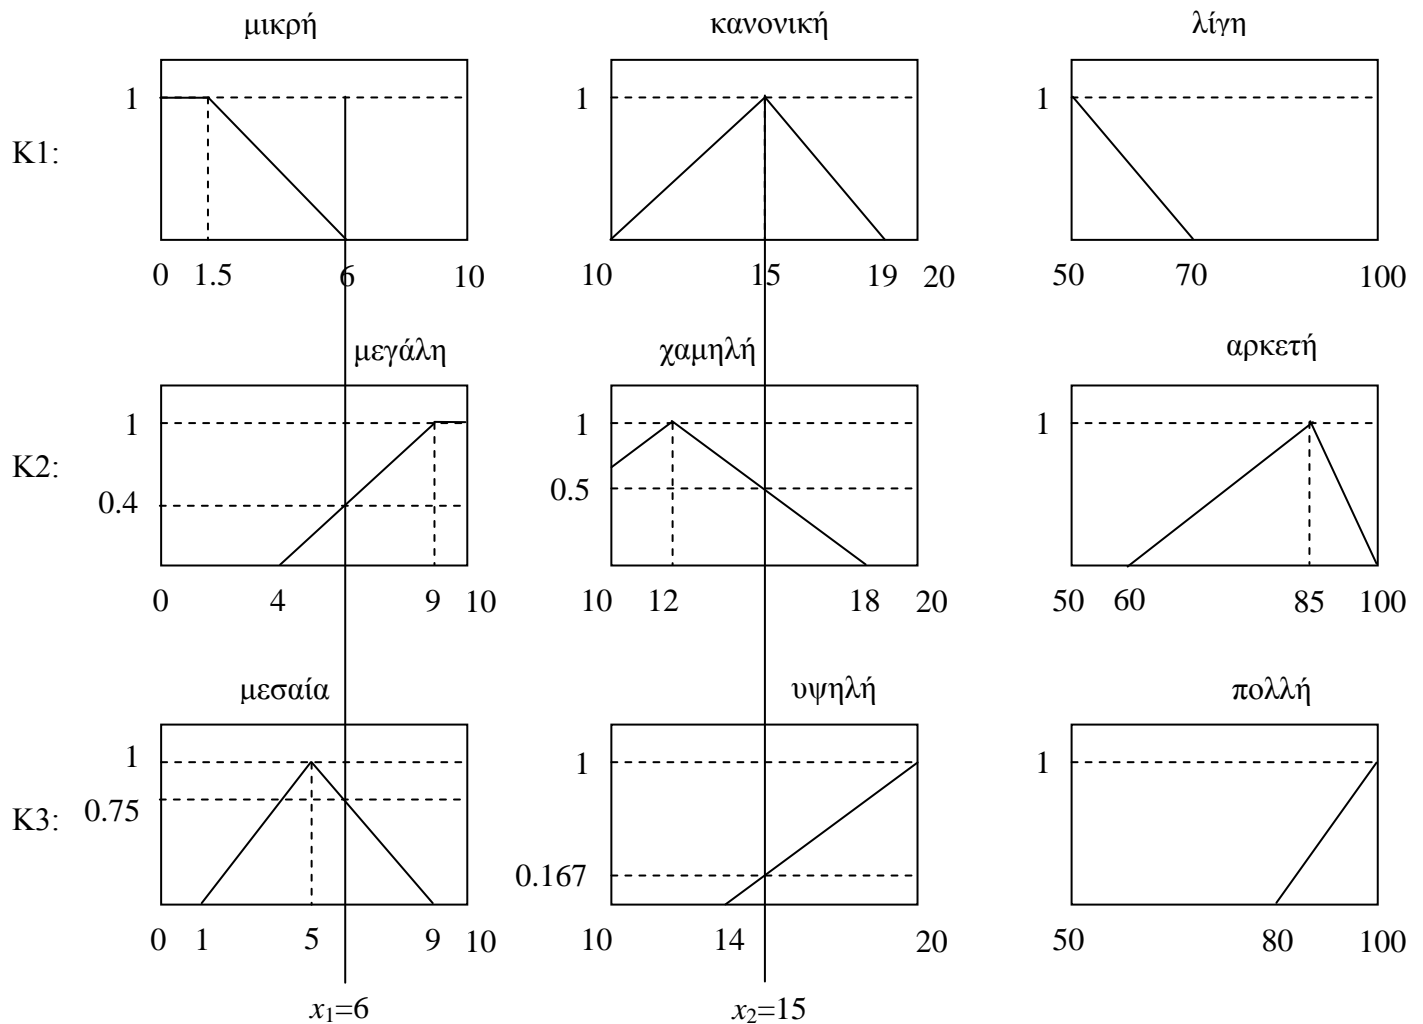 μικρή κανονική λίγη
1 1 1
Κ1:
0 1.5 6 10 10 15 19 20 50 70 100
μεγάλη χαμηλή αρκετή
1 1 1
Κ2:
0.4 0.5
0 4 9 10 10 12 18 20 50 60 85 100
μεσαία υψηλή πολλή
1 1 1
0.75
Κ3:
0.167
0 1 5 9 10 10 14 20 50 80 100
x₁=6 x₂=15